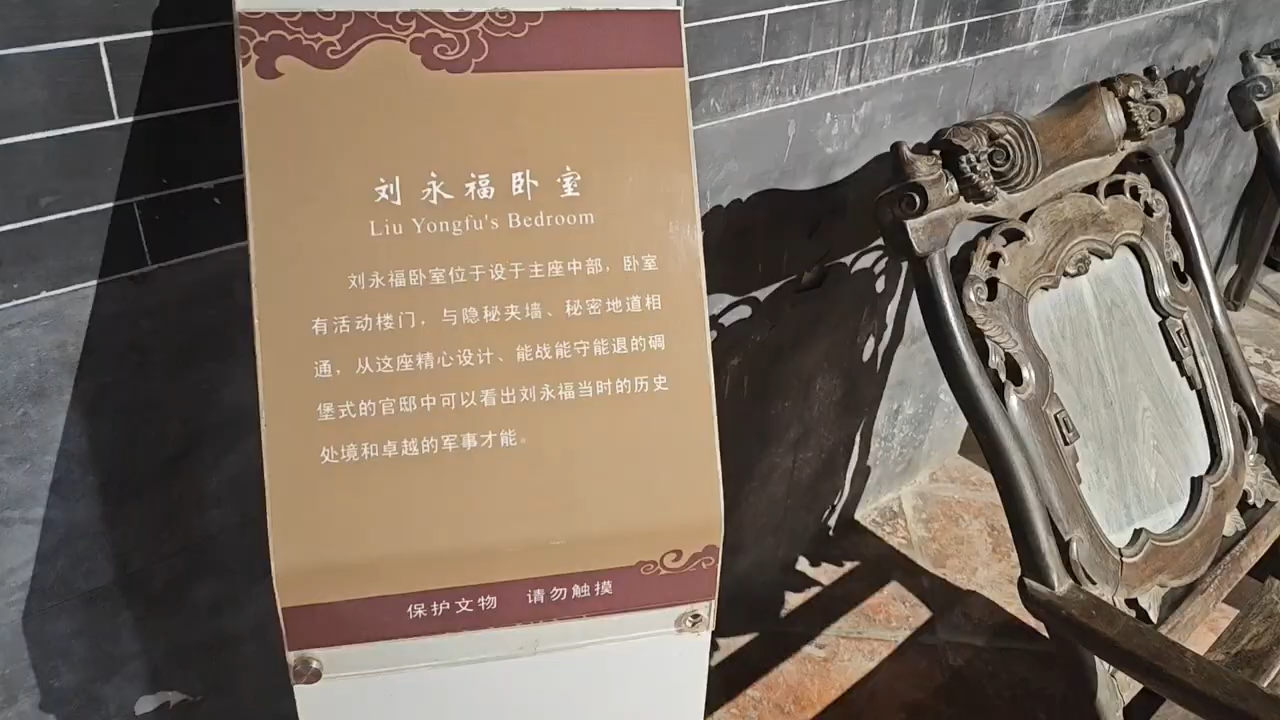 刘永福卧室
Liu Yongfu's Bedroom
刘永福卧室位于设于主座中部，卧室
有活动楼门，与隐秘夹墙、秘密地道相
通，从这座精心设计、能战能守能退的碉
堡式的官邸中可以看出刘永福当时的历史
处境和卓越的军事才能。
保护文物 请勿触摸